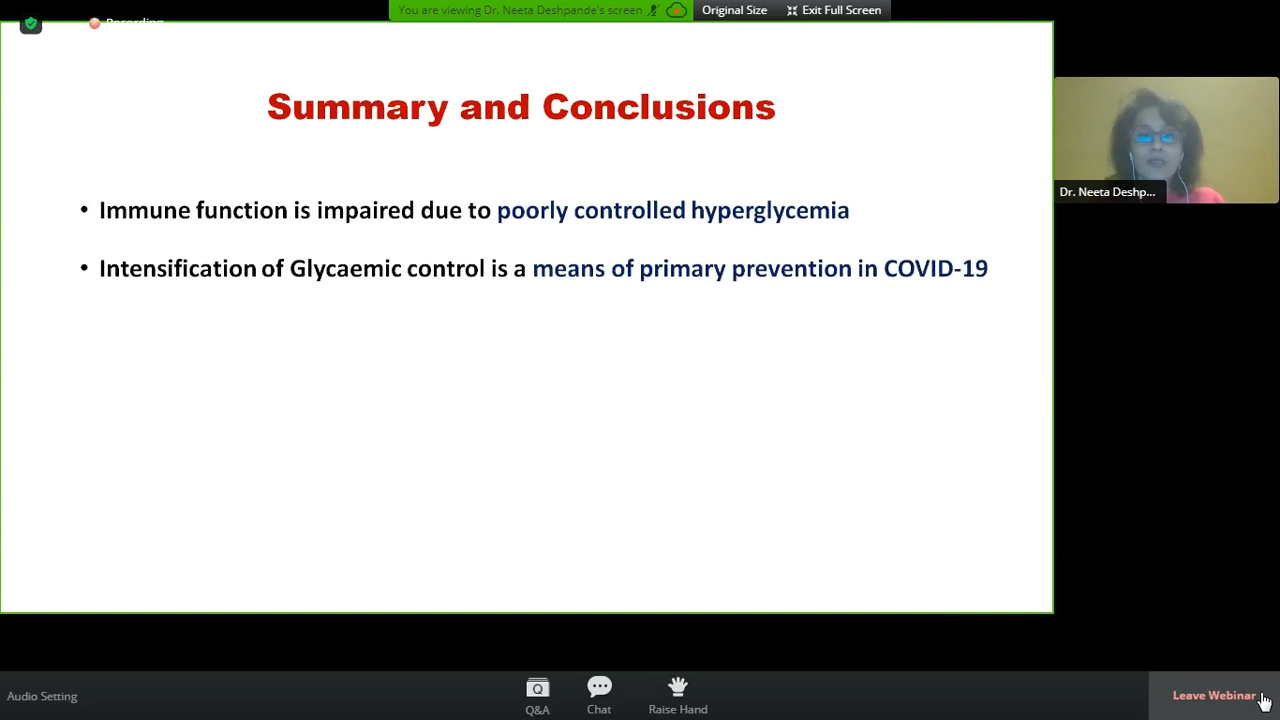 You are viewing Dr. Neeta Deshpande's screen
Original Size
Exit Full Screen
Recording
Summary and Conclusions
• Immune function is impaired due to poorly controlled hyperglycemia
• Intensification of Glycaemic control is a means of primary prevention in COVID-19
Dr. Neeta Deshp...
Audio Setting
Q&A
Chat
Raise Hand
Leave Webinar